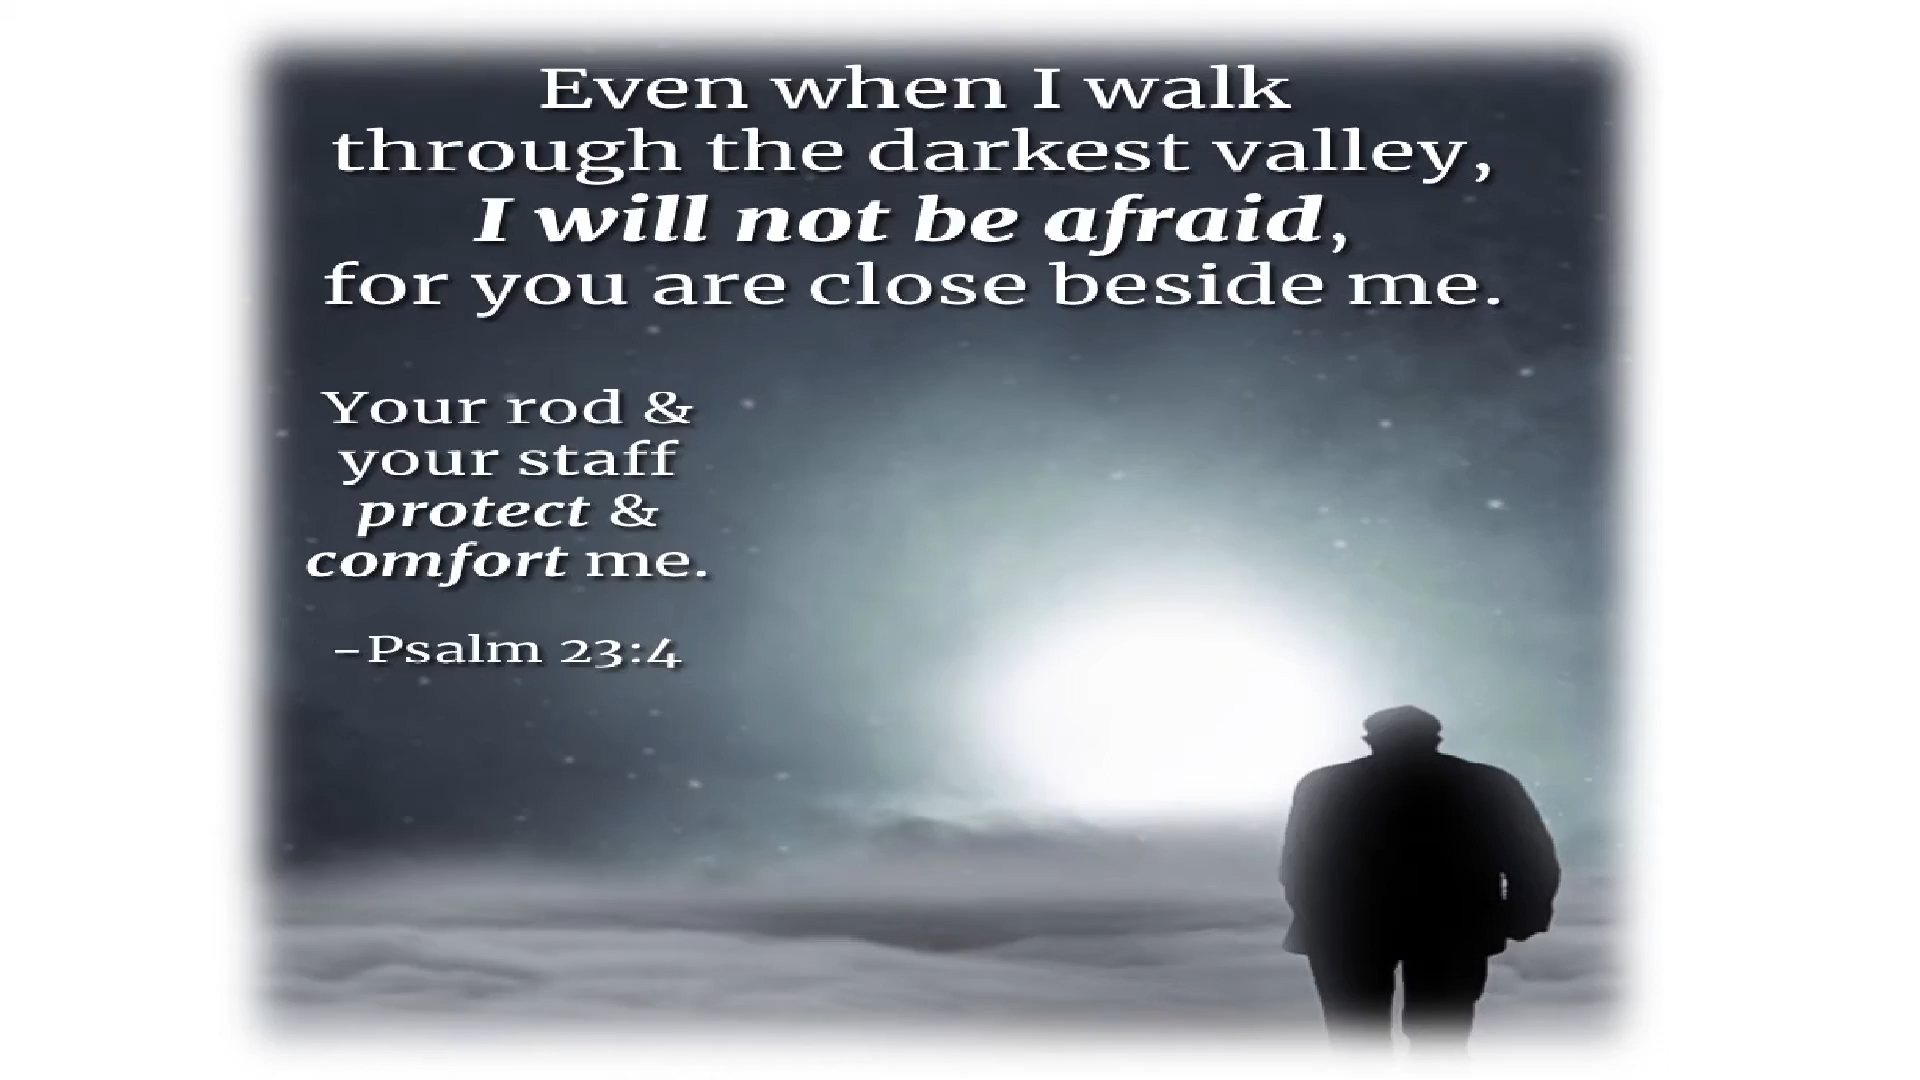 Even when I walk
through the darkest valley,
I will not be afraid,
for you are close beside me.
Your rod &
your staff
protect &
comfort me.
–Psalm 23:4